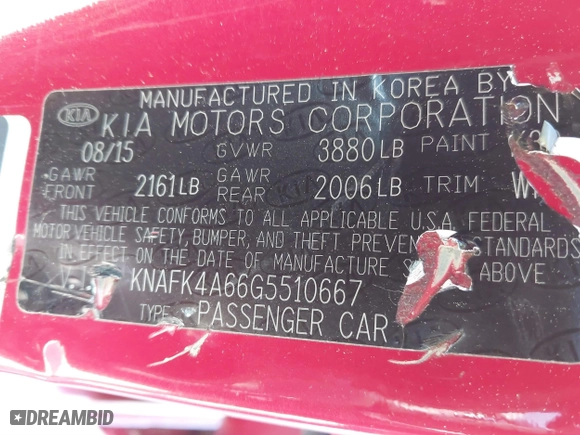 MANUFACTURED IN KOREA BY
KIA KIA MOTORS CORPORATION
08/15 GVWR 3880LB PAINT
GAWR FRONT 2161LB GAWR REAR 2006LB TRIM
THIS VEHICLE CONFORMS TO ALL APPLICABLE U.S.A. FEDERAL
MOTOR VEHICLE SAFETY, BUMPER, AND THEFT STANDARDS
IN EFFECT ON THE DATE OF MANUFACTURE ABOVE
KNAFK4A66G5510667
TYPE PASSENGER CAR
DREAMBID